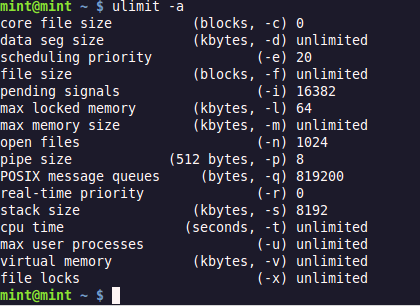 mint@mint ~ $ ulimit -a
core file size          (blocks, -c) 0
data seg size           (kbytes, -d) unlimited
scheduling priority             (-e) 20
file size               (blocks, -f) unlimited
pending signals                 (-i) 16382
max locked memory       (kbytes, -l) 64
max memory size         (kbytes, -m) unlimited
open files                      (-n) 1024
pipe size            (512 bytes, -p) 8
POSIX message queues     (bytes, -q) 819200
real-time priority              (-r) 0
stack size              (kbytes, -s) 8192
cpu time               (seconds, -t) unlimited
max user processes              (-u) unlimited
virtual memory          (kbytes, -v) unlimited
file locks                      (-x) unlimited
mint@mint ~ $